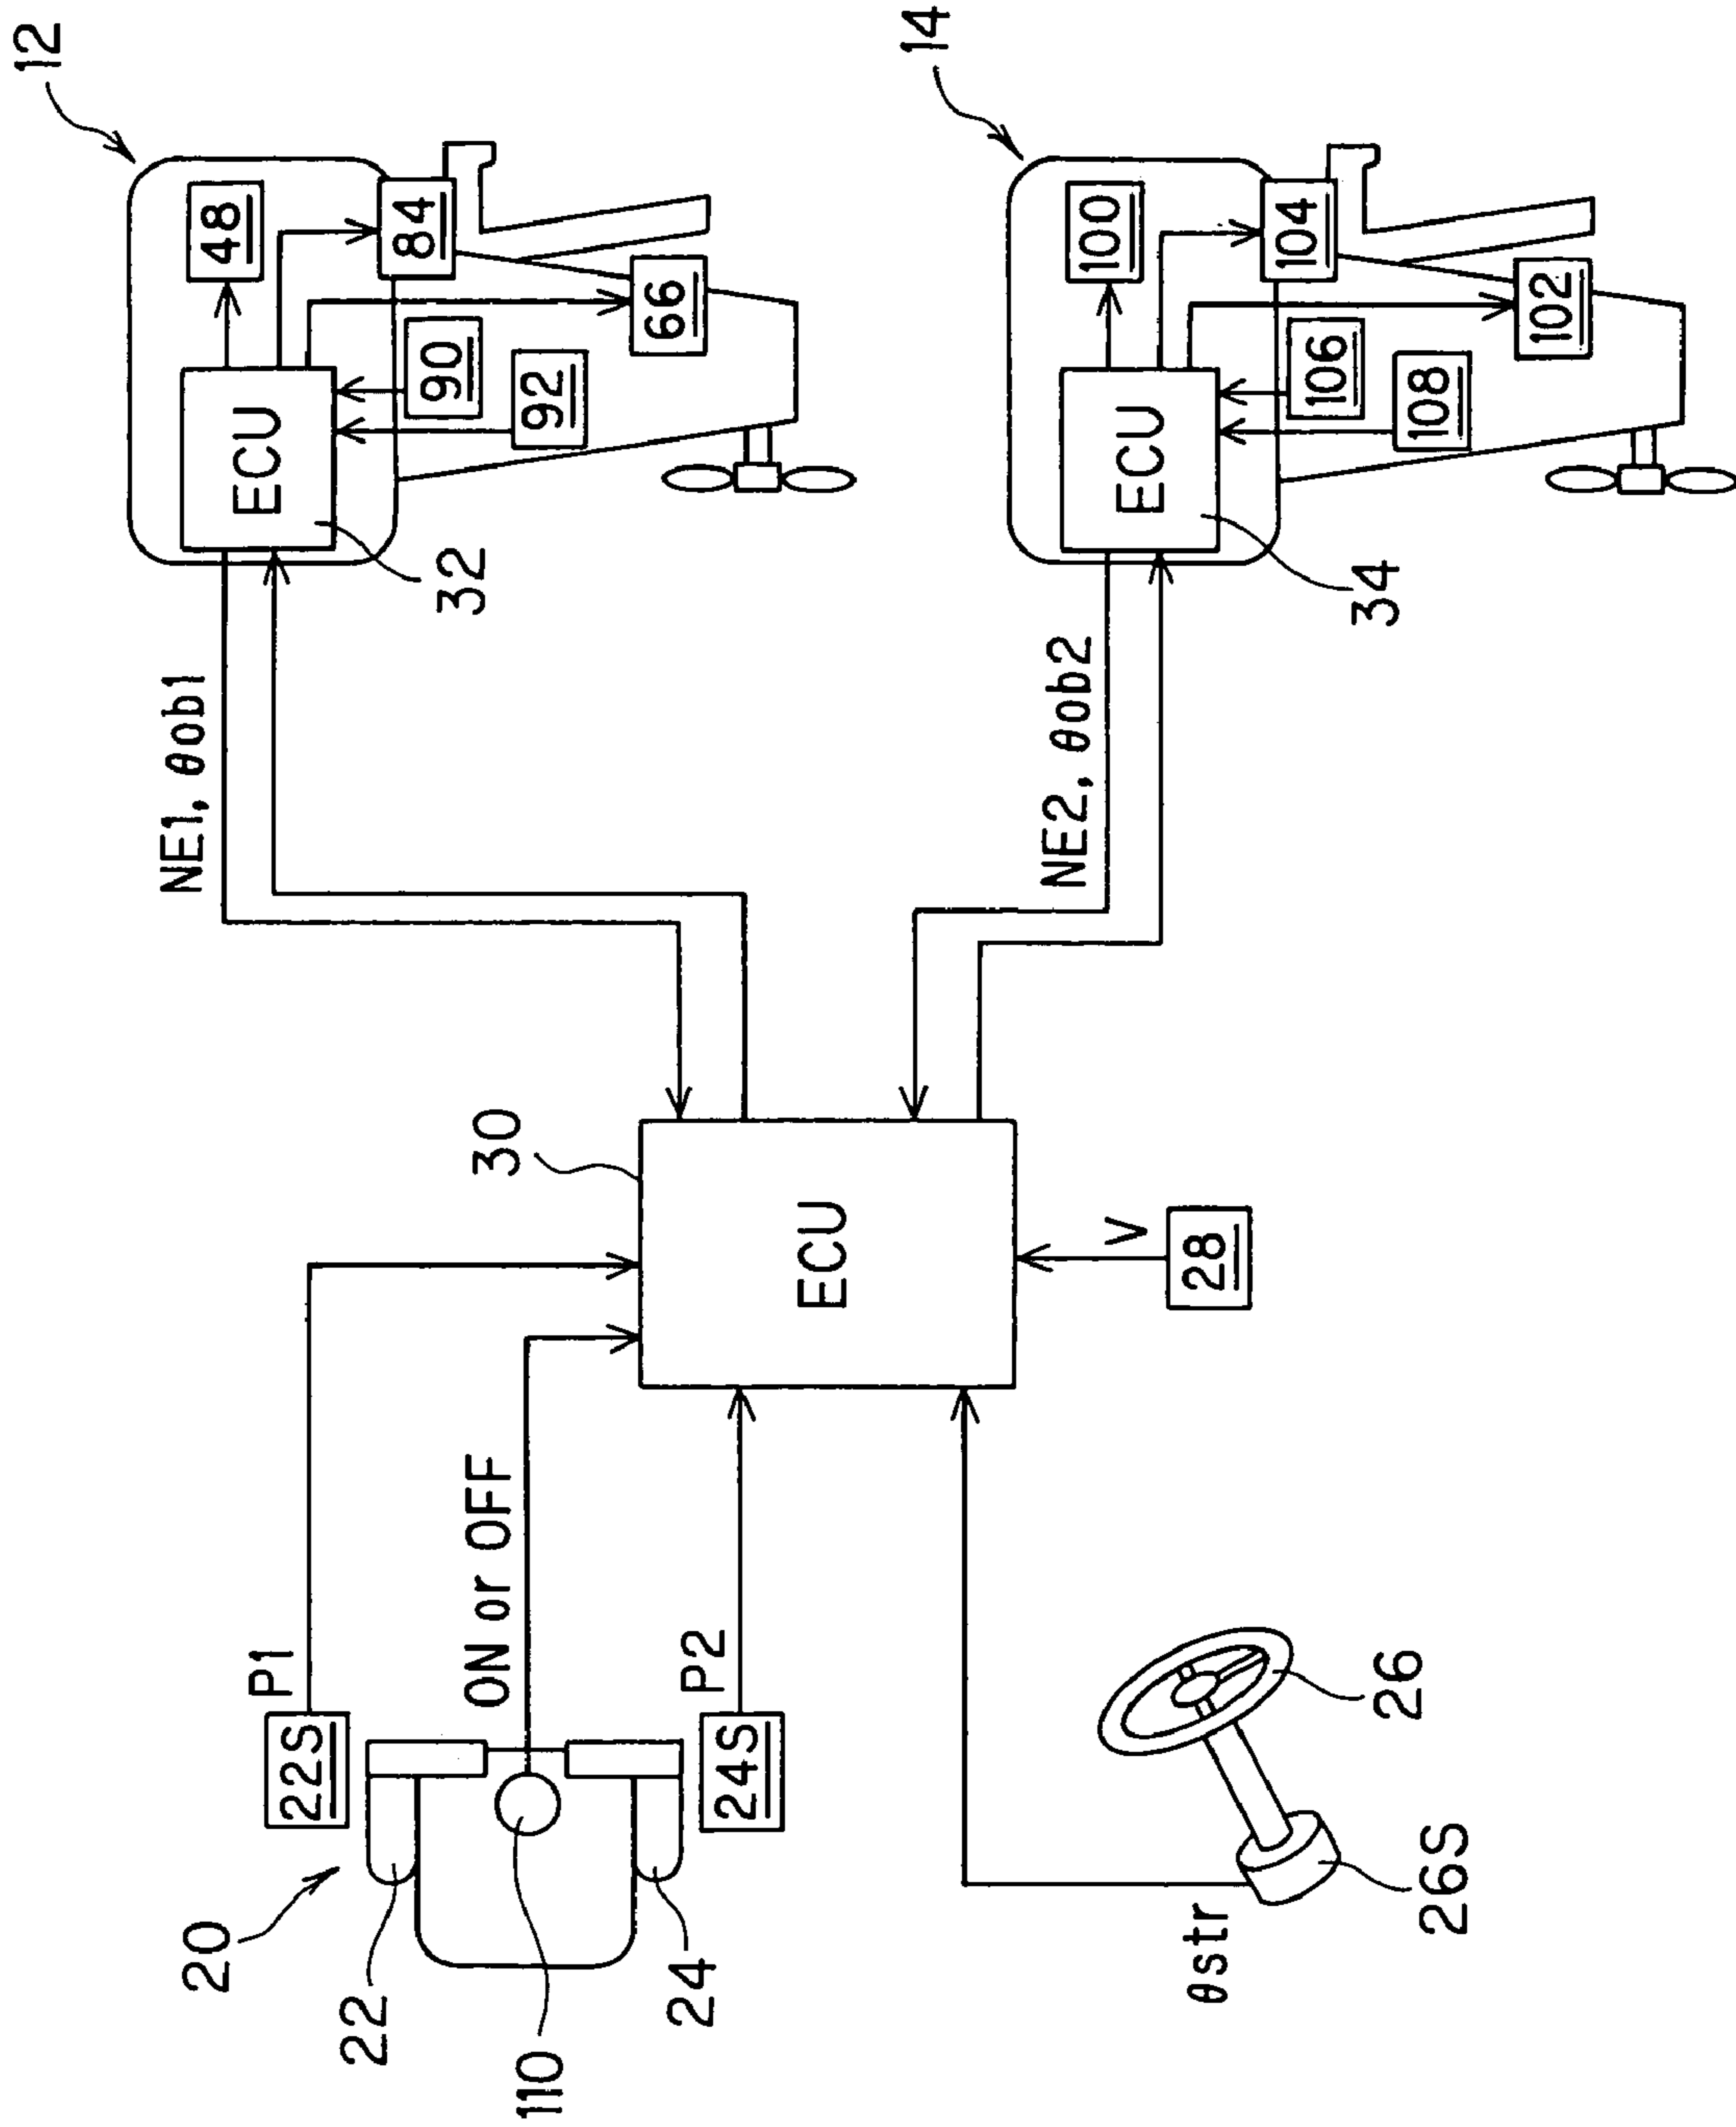 12
48
84
ECU
90
66
92
32
NE1, θob1
14
100
104
ECU
106
102
108
34
NE2, θob2
30
ECU
V
28
P1
22S
ON or OFF
P2
24S
20
22
110
24
26
26S
θstr